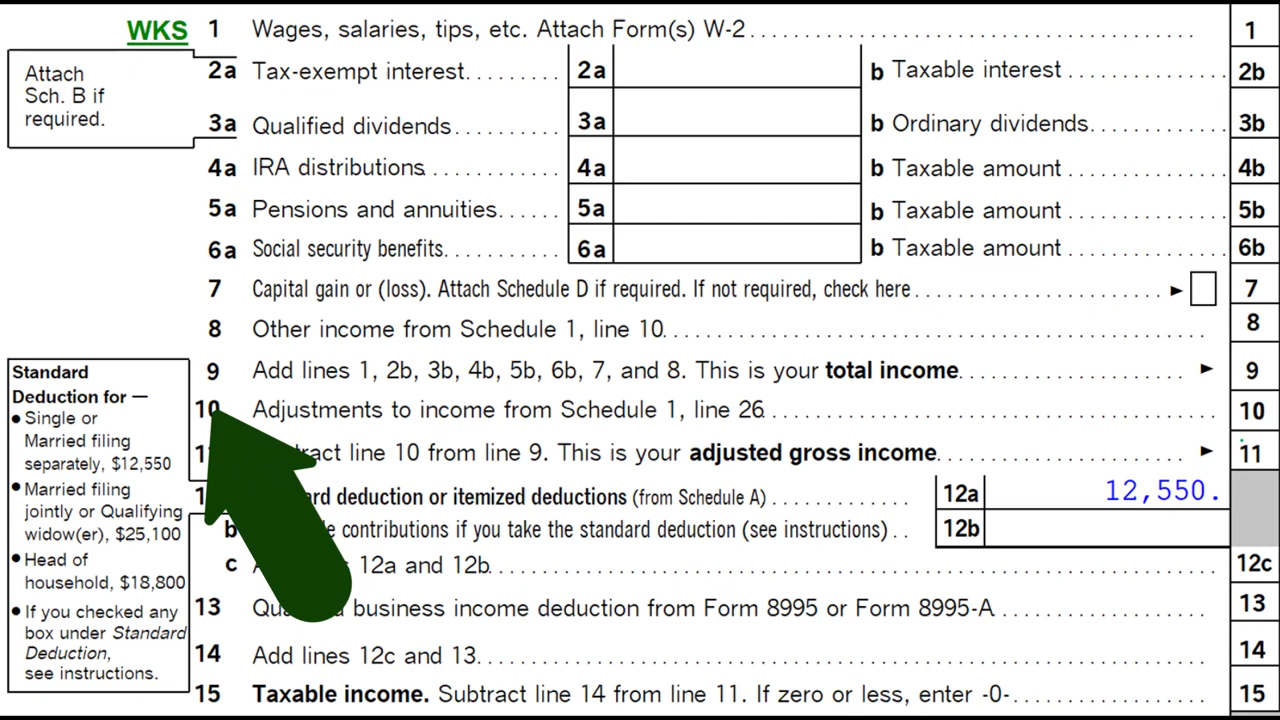 WKS 1 Wages, salaries, tips, etc. Attach Form(s) W-2 1
Attach
Sch. B if
required.
2a Tax-exempt interest 2a b Taxable interest 2b
3a Qualified dividends 3a b Ordinary dividends 3b
4a IRA distributions 4a b Taxable amount 4b
5a Pensions and annuities 5a b Taxable amount 5b
6a Social security benefits 6a b Taxable amount 6b
7 Capital gain or (loss). Attach Schedule D if required. If not required, check here 7
8 Other income from Schedule 1, line 10 8
9 Add lines 1, 2b, 3b, 4b, 5b, 6b, 7, and 8. This is your total income 9
10 Adjustments to income from Schedule 1, line 26 10
line 10 from line 9. This is your adjusted gross income 11
deduction or itemized deductions (from Schedule A) 12a 12,550.
b contributions if you take the standard deduction (see instructions) 12b
c 12a and 12b 12c
13 business income deduction from Form 8995 or Form 8995-A 13
14 Add lines 12c and 13 14
15 Taxable income. Subtract line 14 from line 11. If zero or less, enter -0- 15
Standard
Deduction for —
• Single or
Married filing
separately, $12,550
• Married filing
jointly or Qualifying
widow(er), $25,100
• Head of
household, $18,800
• If you checked any
box under Standard
Deduction,
see instructions.